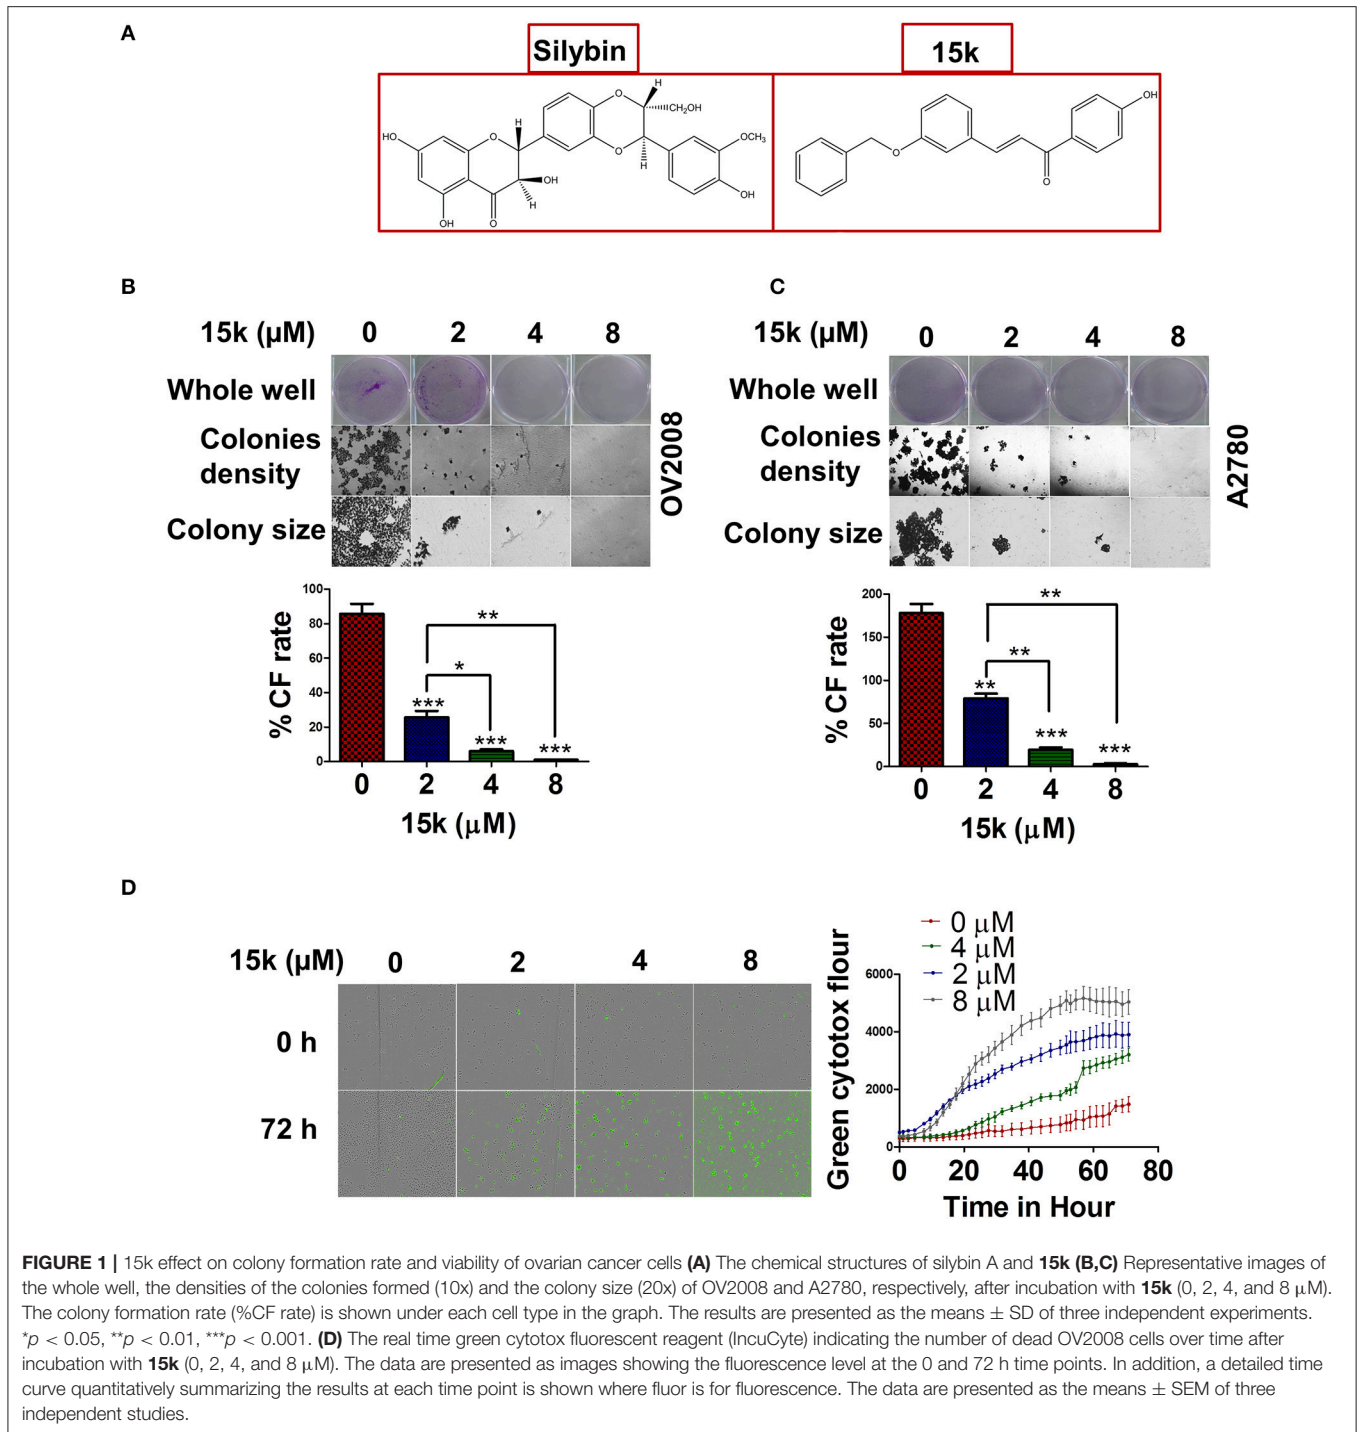 A
Silybin
15k
HO
O
H
O
H
CH₂OH
OH
H
OH
O
O
H
OCH₃
OH
O
O
OH
B
15k (μM) 0 2 4 8
Whole well
Colonies density
Colony size
OV2008
% CF rate
100
80
60
40
20
0
***
***
***
*
**
0 2 4 8
15k (μM)
C
15k (μM) 0 2 4 8
Whole well
Colonies density
Colony size
A2780
% CF rate
200
150
100
50
0
**
***
***
**
**
0 2 4 8
15k (μM)
D
15k (μM) 0 2 4 8
0 h
72 h
0 μM
4 μM
2 μM
8 μM
Green cytotox flour
6000
4000
2000
0
0 20 40 60 80
Time in Hour
FIGURE 1 | 15k effect on colony formation rate and viability of ovarian cancer cells (A) The chemical structures of silybin A and 15k (B,C) Representative images of
the whole well, the densities of the colonies formed (10x) and the colony size (20x) of OV2008 and A2780, respectively, after incubation with 15k (0, 2, 4, and 8 μM).
The colony formation rate (%CF rate) is shown under each cell type in the graph. The results are presented as the means ± SD of three independent experiments.
*p < 0.05, **p < 0.01, ***p < 0.001. (D) The real time green cytotox fluorescent reagent (IncuCyte) indicating the number of dead OV2008 cells over time after
incubation with 15k (0, 2, 4, and 8 μM). The data are presented as images showing the fluorescence level at the 0 and 72 h time points. In addition, a detailed time
curve quantitatively summarizing the results at each time point is shown where fluor is for fluorescence. The data are presented as the means ± SEM of three
independent studies.